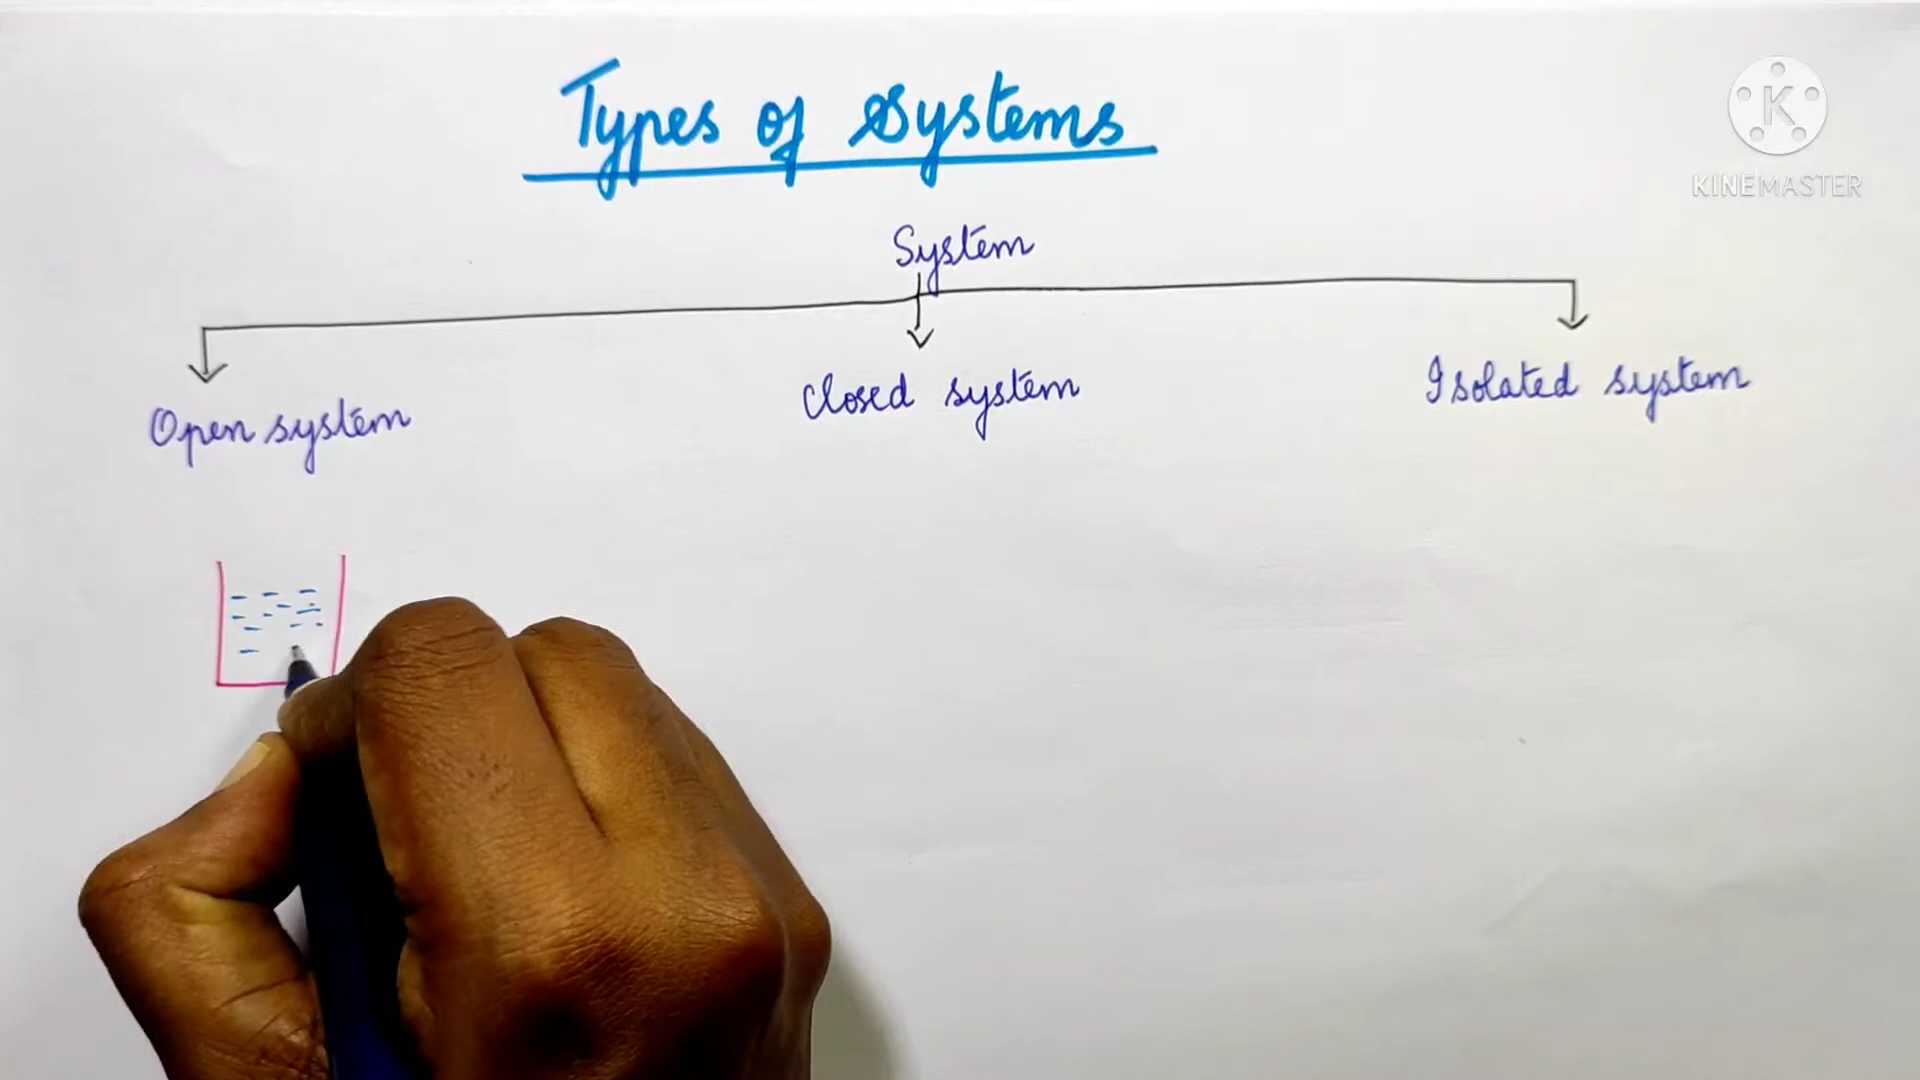 Types of Systems
K
KINEMASTER
System
Open system
Closed system
Isolated system